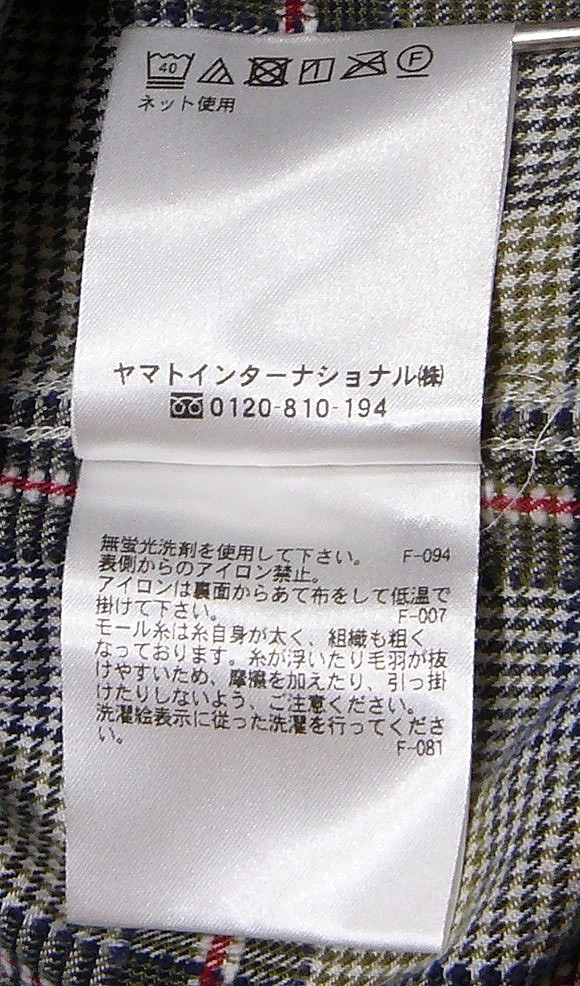 40 F
ネット使用
ヤマトインターナショナル㈱
0120-810-194
無蛍光洗剤を使用して下さい。 F-094
表側からのアイロン禁止。
アイロンは裏面からあて布をして低温で
掛けて下さい。 F-007
モール糸は糸自身が太く、組織も粗く
なっております。糸が浮いたり毛羽が抜
けやすいため、摩擦を加えたり、引っ掛
けたりしないよう、ご注意ください。
洗濯絵表示に従った洗濯を行ってくださ
い。 F-081